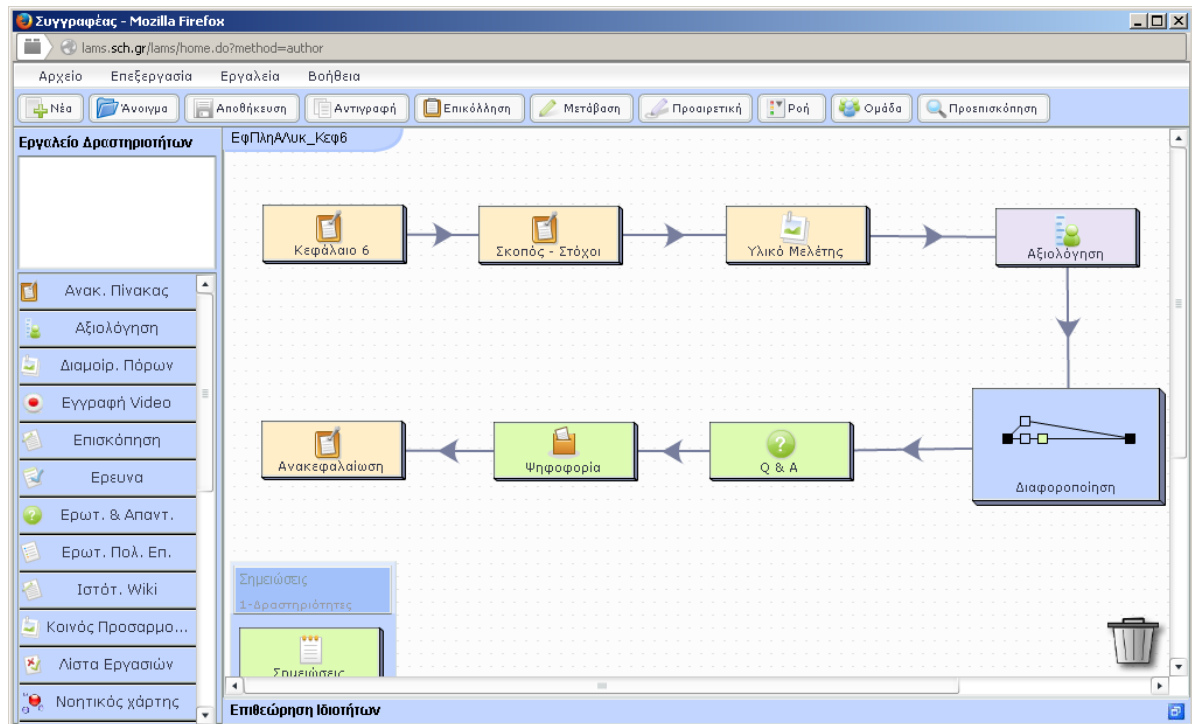 Συγγραφέας - Mozilla Firefox
lams.sch.gr/lams/home.do?method=author
Αρχείο Επεξεργασία Εργαλεία Βοήθεια
Νέα Άνοιγμα Αποθήκευση Αντιγραφή Επικόλληση Μετάβαση Προαιρετική Ροή Ομάδα Προεπισκόπηση
Εργαλείο Δραστηριοτήτων
ΕφΠληΑΛυκ_Κεφ6
Ανακ. Πίνακας
Αξιολόγηση
Διαμοίρ. Πόρων
Εγγραφή Video
Επισκόπηση
Ερευνα
Ερωτ. & Απαντ.
Ερωτ. Πολ. Επ.
Ιστότ. Wiki
Κοινός Προσαρμο...
Λίστα Εργασιών
Νοητικός χάρτης
Κεφάλαιο 6
Σκοπός - Στόχοι
Υλικό Μελέτης
Αξιολόγηση
Διαφοροποίηση
Q & A
Ψηφοφορία
Ανακεφαλαίωση
Σημειώσεις
1-Δραστηριότητες
Σημειώσεις
Επιθεώρηση Ιδιοτήτων